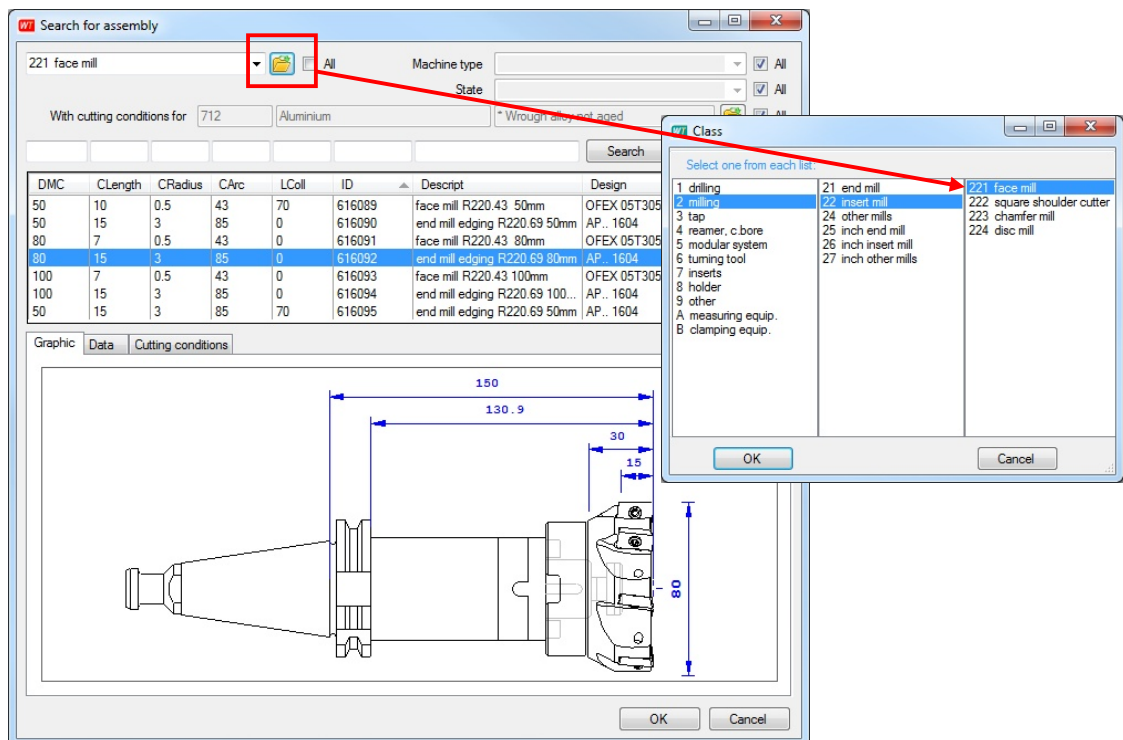 WT Search for assembly
221 face mill All Machine type All
State All
With cutting conditions for 712 Aluminium * Wrough alloy not aged All
Search
DMC CLength CRadius CArc LColl ID Descript Design
50 10 0.5 43 70 616089 face mill R220.43 50mm OFEX 05T305
50 15 3 85 0 616090 end mill edging R220.69 50mm AP.. 1604
80 7 0.5 43 0 616091 face mill R220.43 80mm OFEX 05T305
80 15 3 85 0 616092 end mill edging R220.69 80mm AP.. 1604
100 7 0.5 43 0 616093 face mill R220.43 100mm OFEX 05T305
100 15 3 85 0 616094 end mill edging R220.69 100... AP.. 1604
50 15 3 85 70 616095 end mill edging R220.69 50mm AP.. 1604
Graphic Data Cutting conditions
150
130.9
30
15
80
OK Cancel
WT Class
Select one from each list:
1 drilling
2 milling
3 tap
4 reamer, c.bore
5 modular system
6 turning tool
7 inserts
8 holder
9 other
A measuring equip.
B clamping equip.
21 end mill
22 insert mill
24 other mills
25 inch end mill
26 inch insert mill
27 inch other mills
221 face mill
222 square shoulder cutter
223 chamfer mill
224 disc mill
OK Cancel